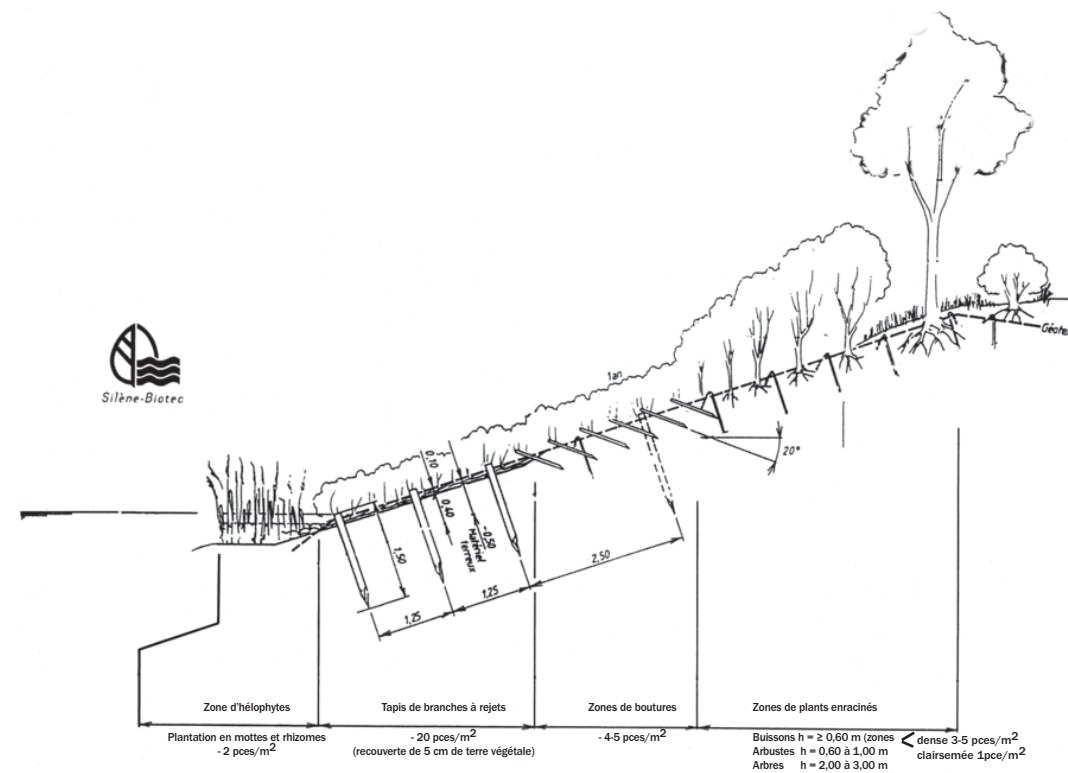 Silène-Biotec
1an
Géote
20°
0,10
0,40
~0,50
Matériel
terreux
1,50
1,25
1,25
2,50
Zone d'hélophytes
Plantation en mottes et rhizomes
- 2 pces/m²
Tapis de branches à rejets
- 20 pces/m²
(recouverte de 5 cm de terre végétale)
Zones de boutures
- 4-5 pces/m²
Zones de plants enracinés
Buissons h = ≥ 0,60 m (zones < dense 3-5 pces/m²
clairsemée 1pce/m²
Arbustes h = 0,60 à 1,00 m
Arbres h = 2,00 à 3,00 m